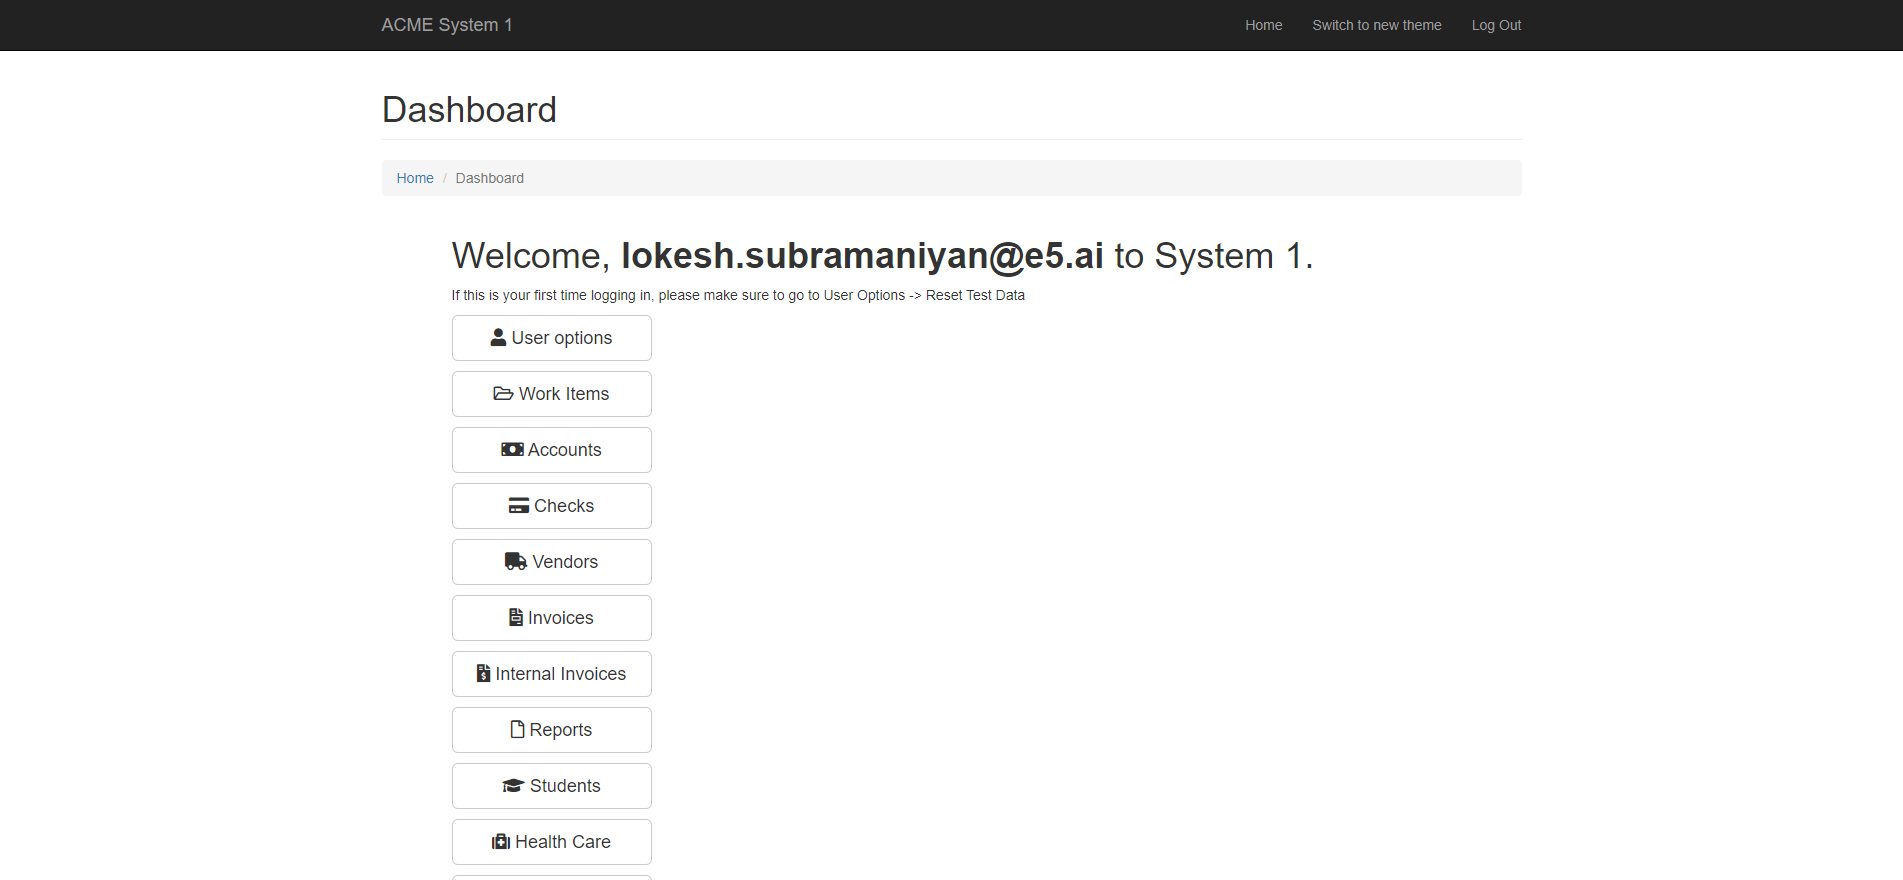 ACME System 1
Home Switch to new theme Log Out
Dashboard
Home / Dashboard
Welcome, lokesh.subramaniyan@e5.ai to System 1.
If this is your first time logging in, please make sure to go to User Options -> Reset Test Data
User options
Work Items
Accounts
Checks
Vendors
Invoices
Internal Invoices
Reports
Students
Health Care